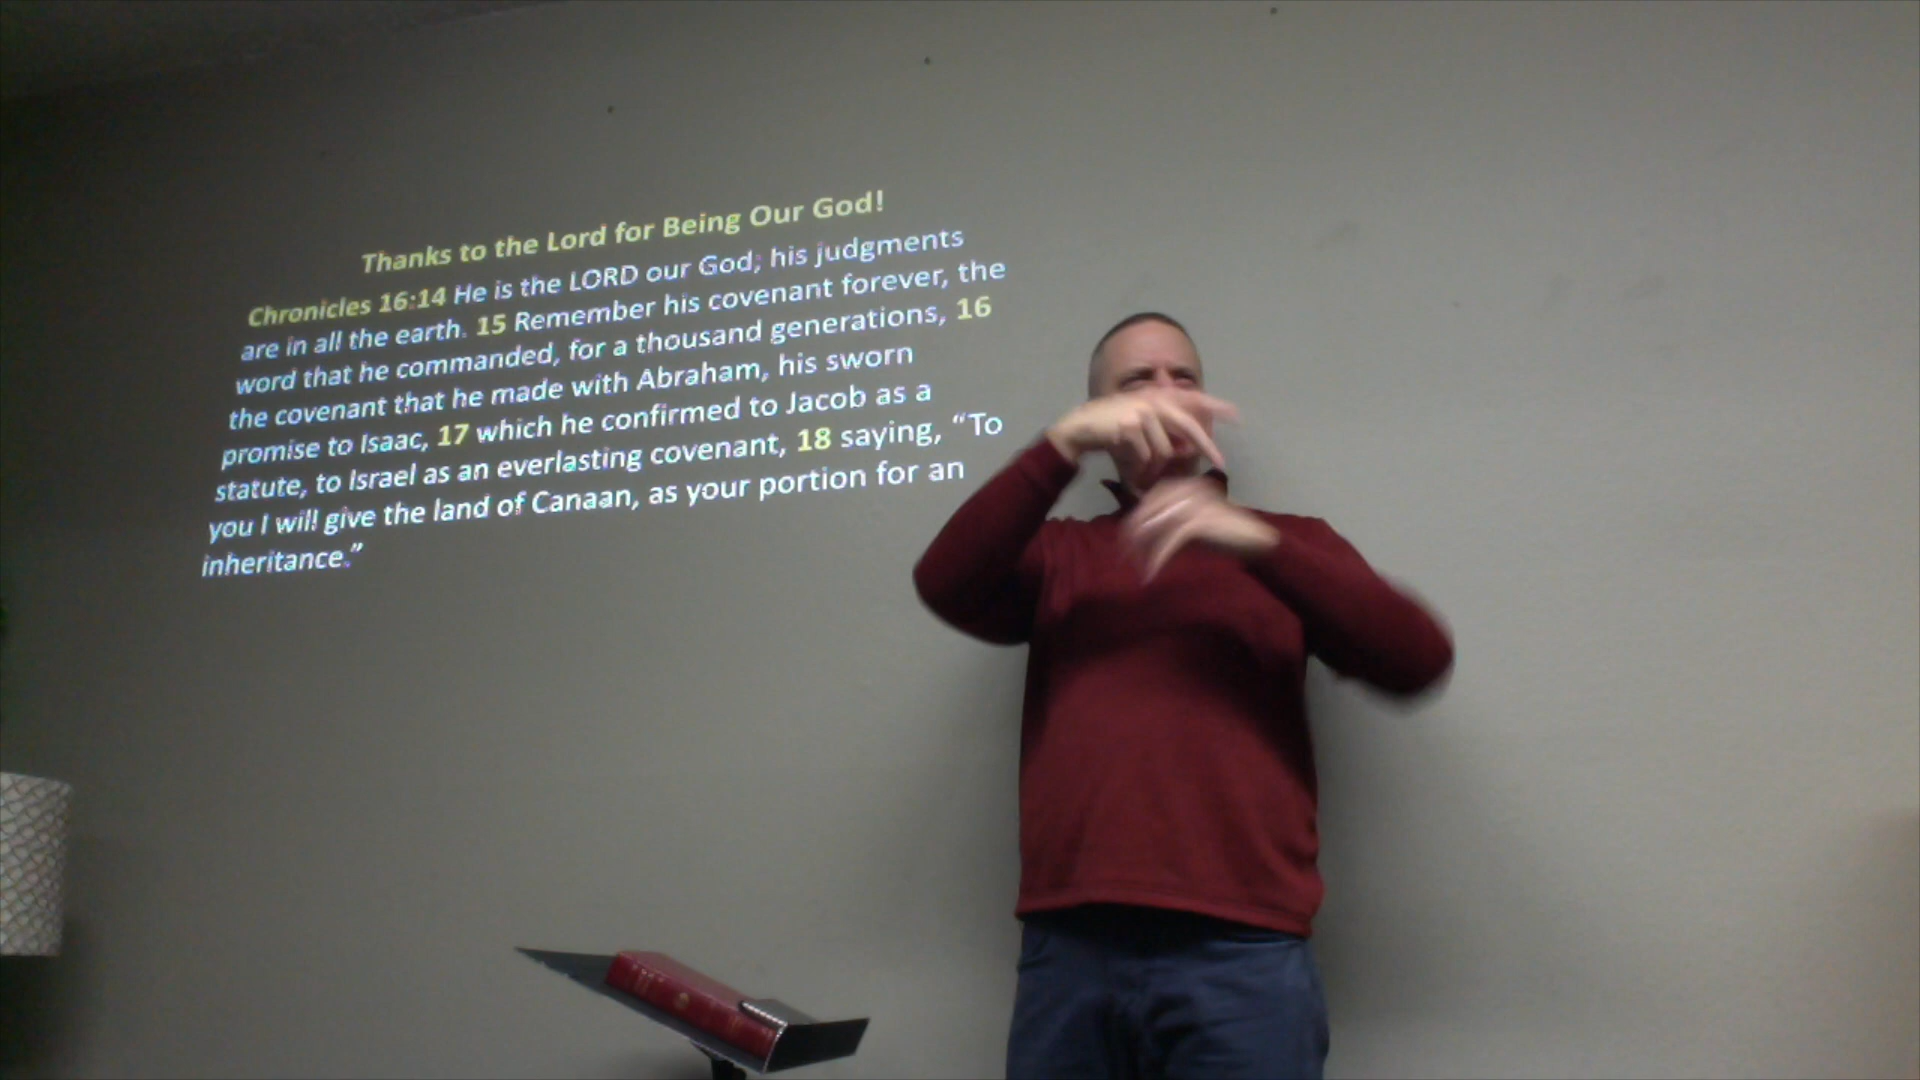 Thanks to the Lord for Being Our God!
Chronicles 16:14 He is the LORD our God; his judgments
are in all the earth. 15 Remember his covenant forever, the
word that he commanded, for a thousand generations, 16
the covenant that he made with Abraham, his sworn
promise to Isaac, 17 which he confirmed to Jacob as a
statute, to Israel as an everlasting covenant, 18 saying, “To
you I will give the land of Canaan, as your portion for an
inheritance.”